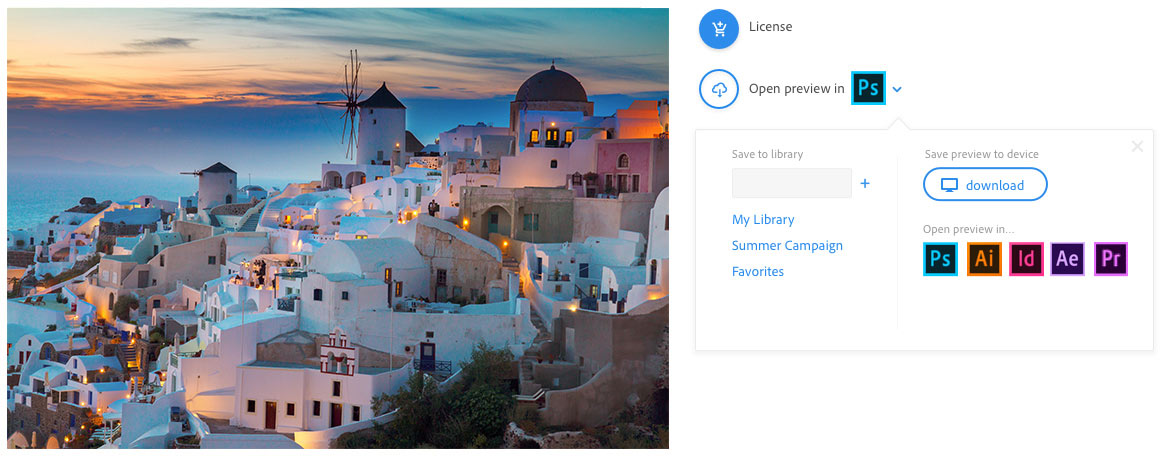 License
Open preview in Ps
Save to library
+
My Library
Summer Campaign
Favorites
Save preview to device
download
Open preview in...
Ps Ai Id Ae Pr